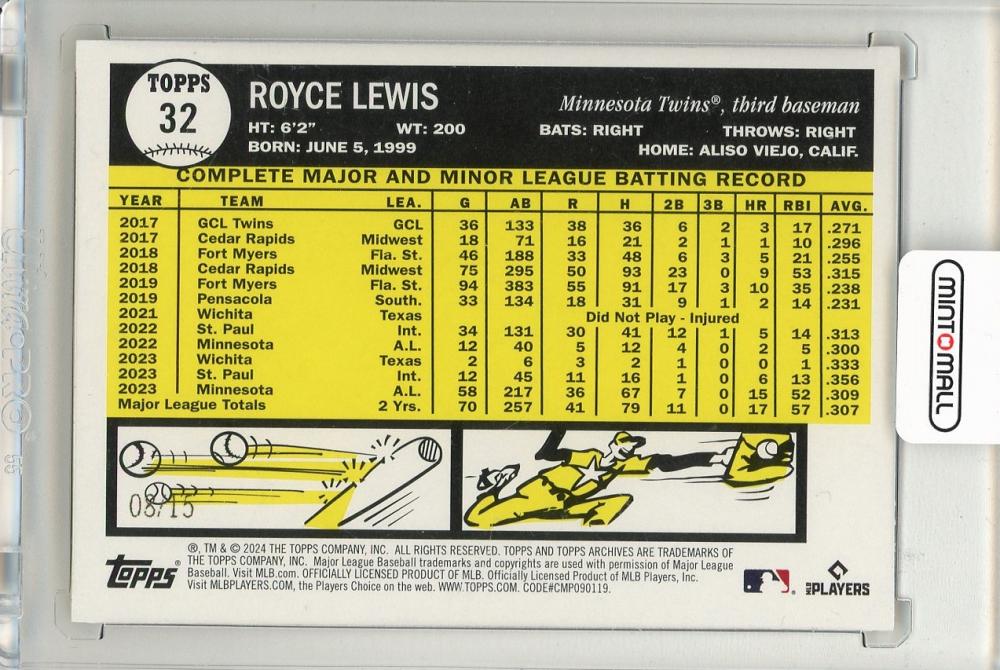 TOPPS
32
ROYCE LEWIS
Minnesota Twins®, third baseman
HT: 6'2" WT: 200 BATS: RIGHT THROWS: RIGHT
BORN: JUNE 5, 1999 HOME: ALISO VIEJO, CALIF.
COMPLETE MAJOR AND MINOR LEAGUE BATTING RECORD
YEAR TEAM LEA. G AB R H 2B 3B HR RBI AVG.
2017 GCL Twins GCL 36 133 38 36 6 2 3 17 .271
2017 Cedar Rapids Midwest 18 71 16 21 2 1 1 10 .296
2018 Fort Myers Fla. St. 46 188 33 48 6 3 5 21 .255
2018 Cedar Rapids Midwest 75 295 50 93 23 0 9 53 .315
2019 Fort Myers Fla. St. 94 383 55 91 17 3 10 35 .238
2019 Pensacola South. 33 134 18 31 9 1 2 14 .231
2021 Wichita Texas Did Not Play - Injured
2022 St. Paul Int. 34 131 30 41 12 1 5 14 .313
2022 Minnesota A.L. 12 40 5 12 4 0 2 5 .300
2023 Wichita Texas 2 6 3 2 1 0 0 1 .333
2023 St. Paul Int. 12 45 11 16 1 0 6 13 .356
2023 Minnesota A.L. 58 217 36 67 7 0 15 52 .309
Major League Totals 2 Yrs. 70 257 41 79 11 0 17 57 .307
/15
®, TM & © 2024 THE TOPPS COMPANY, INC. ALL RIGHTS RESERVED. TOPPS AND TOPPS ARCHIVES ARE TRADEMARKS OF
THE TOPPS COMPANY, INC. Major League Baseball trademarks and copyrights are used with permission of Major League
Baseball. Visit MLB.com. OFFICIALLY LICENSED PRODUCT OF MLB. Officially Licensed Product of MLB Players, Inc.
Visit MLBPLAYERS.COM, the Players Choice on the web. WWW.TOPPS.COM. CODE#CMP090119.
topps®
MLB PLAYERS
MINTOMALL